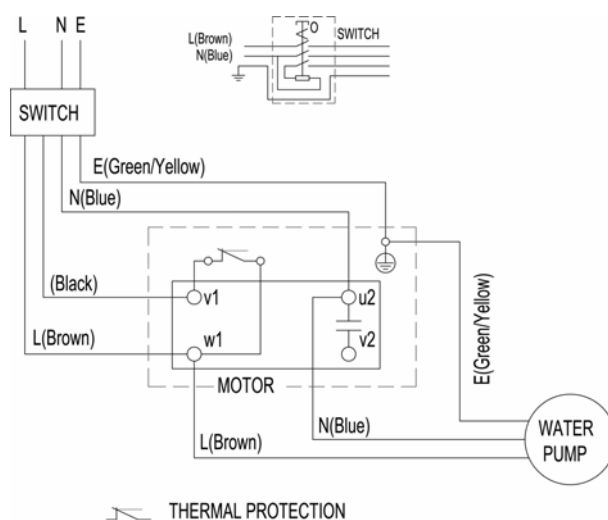 L N E
O
L(Brown)
N(Blue)
SWITCH
SWITCH
E(Green/Yellow)
N(Blue)
(Black)
v1
u2
L(Brown)
w1
v2
MOTOR
E(Green/Yellow)
L(Brown)
N(Blue)
WATER
PUMP
THERMAL PROTECTION